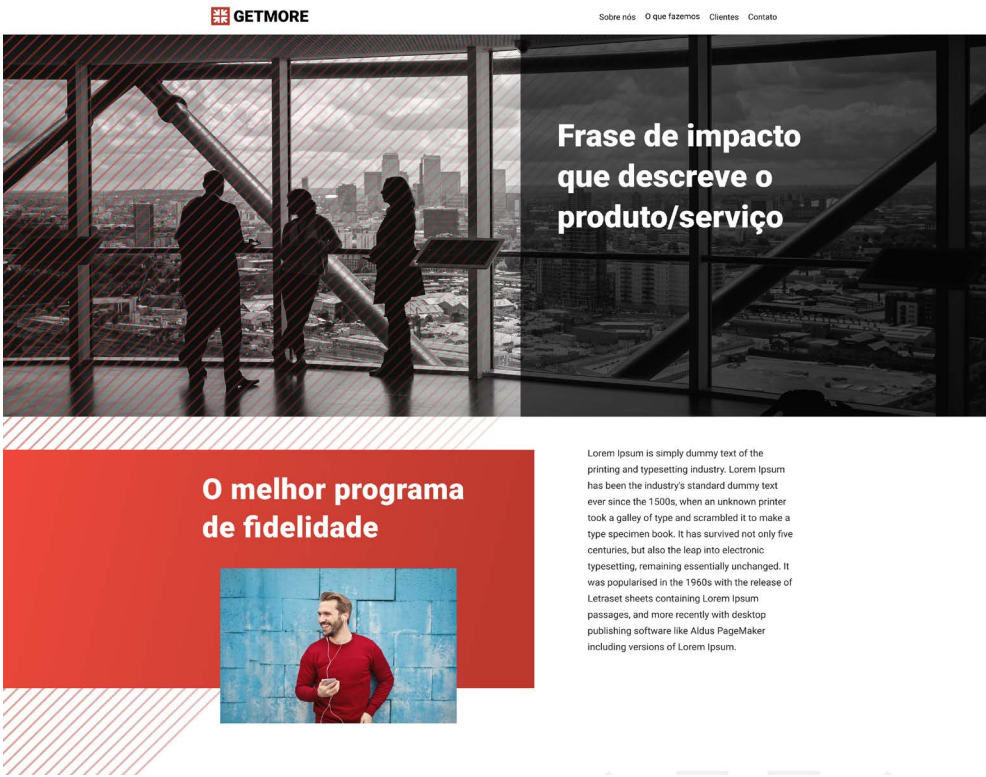 GETMORE
Sobre nós O que fazemos Clientes Contato
Frase de impacto
que descreve o
produto/serviço
O melhor programa
de fidelidade
Lorem Ipsum is simply dummy text of the
printing and typesetting industry. Lorem Ipsum
has been the industry's standard dummy text
ever since the 1500s, when an unknown printer
took a galley of type and scrambled it to make a
type specimen book. It has survived not only five
centuries, but also the leap into electronic
typesetting, remaining essentially unchanged. It
was popularised in the 1960s with the release of
Letraset sheets containing Lorem Ipsum
passages, and more recently with desktop
publishing software like Aldus PageMaker
including versions of Lorem Ipsum.